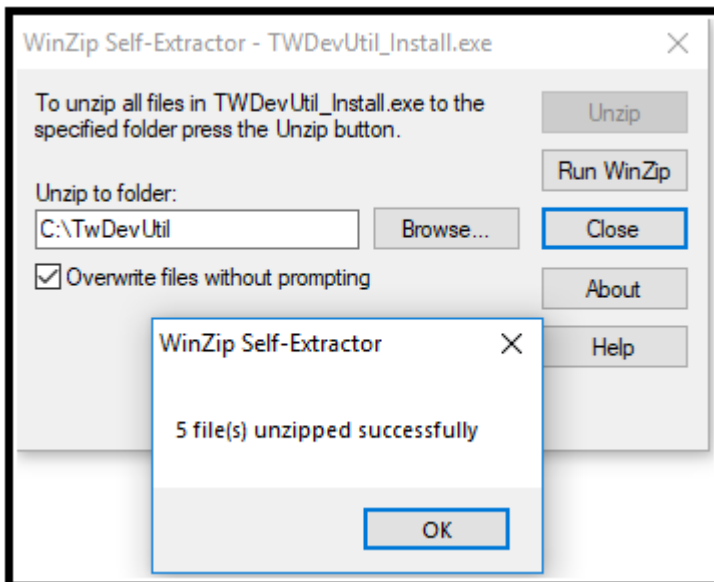 WinZip Self-Extractor - TWDevUtil_Install.exe
To unzip all files in TWDevUtil_Install.exe to the
specified folder press the Unzip button.
Unzip
Run WinZip
Unzip to folder:
C:\TwDevUtil
Browse...
Close
Overwrite files without prompting
About
Help
WinZip Self-Extractor
5 file(s) unzipped successfully
OK